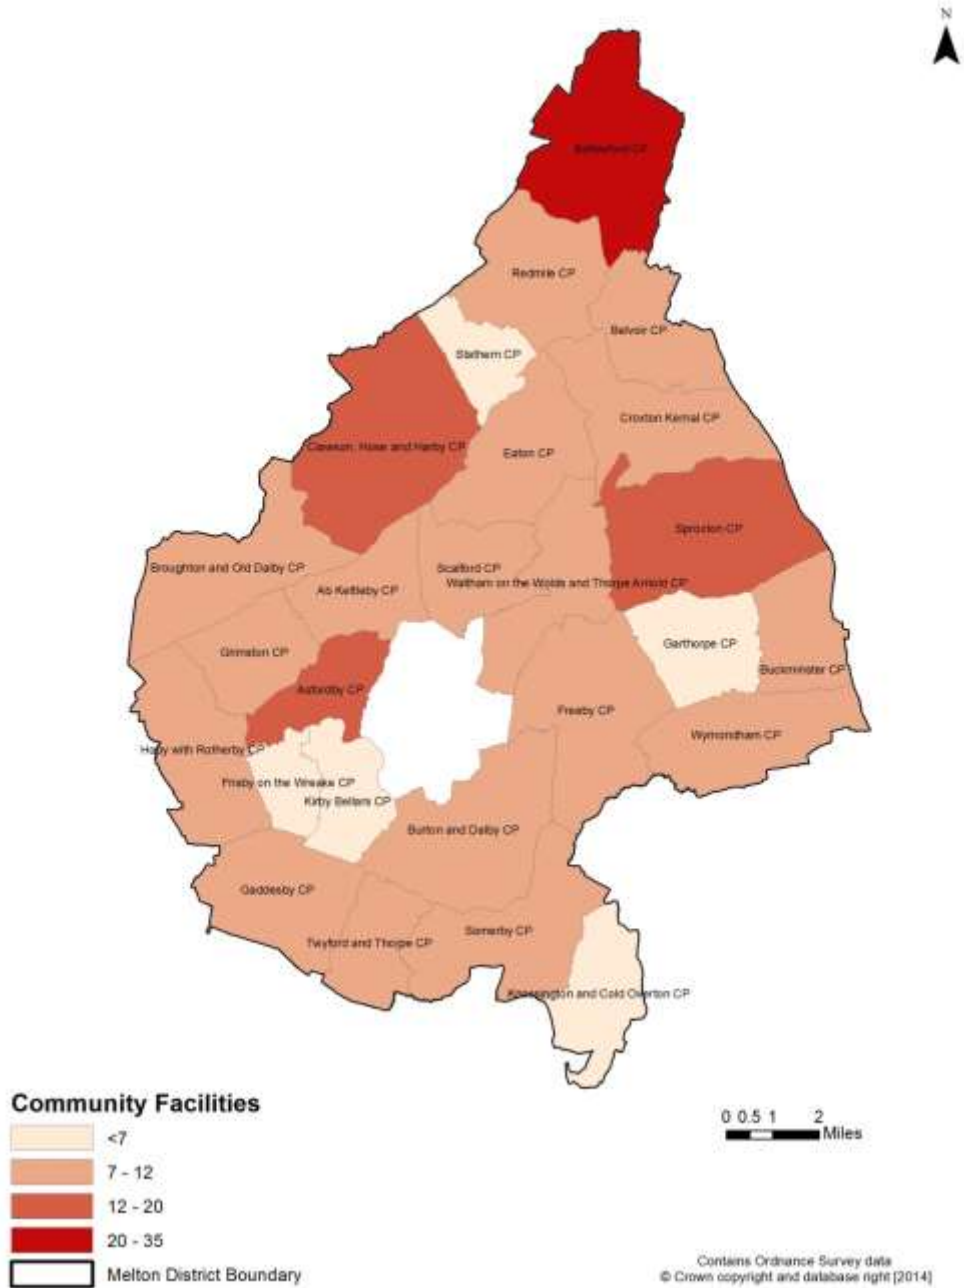 N
Bottesford CP
Redmile CP
Belvoir CP
Stathern CP
Croxton Kerrial CP
Clawson, Hose and Harby CP
Eaton CP
Sproxton CP
Broughton and Old Dalby CP
Scalford CP
Ab Kettleby CP
Waltham on the Wolds and Thorpe Arnold CP
Grimston CP
Garthorpe CP
Buckminster CP
Asfordby CP
Freeby CP
Wymondham CP
Hoby with Rotherby CP
Frisby on the Wreake CP
Kirby Bellars CP
Burton and Dalby CP
Gaddesby CP
Somerby CP
Twyford and Thorpe CP
Knossington and Cold Overton CP
Community Facilities
<7
7 - 12
12 - 20
20 - 35
Melton District Boundary
0 0.5 1 2
Miles
Contains Ordnance Survey data
© Crown copyright and database right [2014]